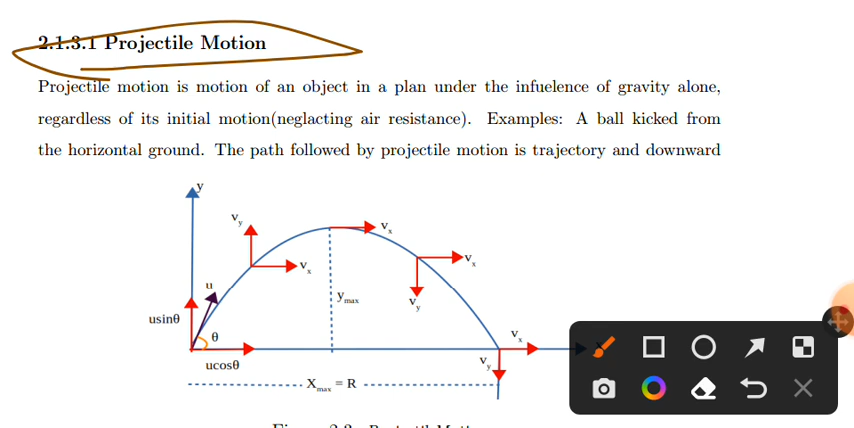 2.1.3.1 Projectile Motion
Projectile motion is motion of an object in a plan under the infuelence of gravity alone,
regardless of its initial motion(neglacting air resistance). Examples: A ball kicked from
the horizontal ground. The path followed by projectile motion is trajectory and downward
y
vy
vx
vx
vx
u
ymax
vy
usinθ
θ
vx
ucosθ
vy
Xmax = R